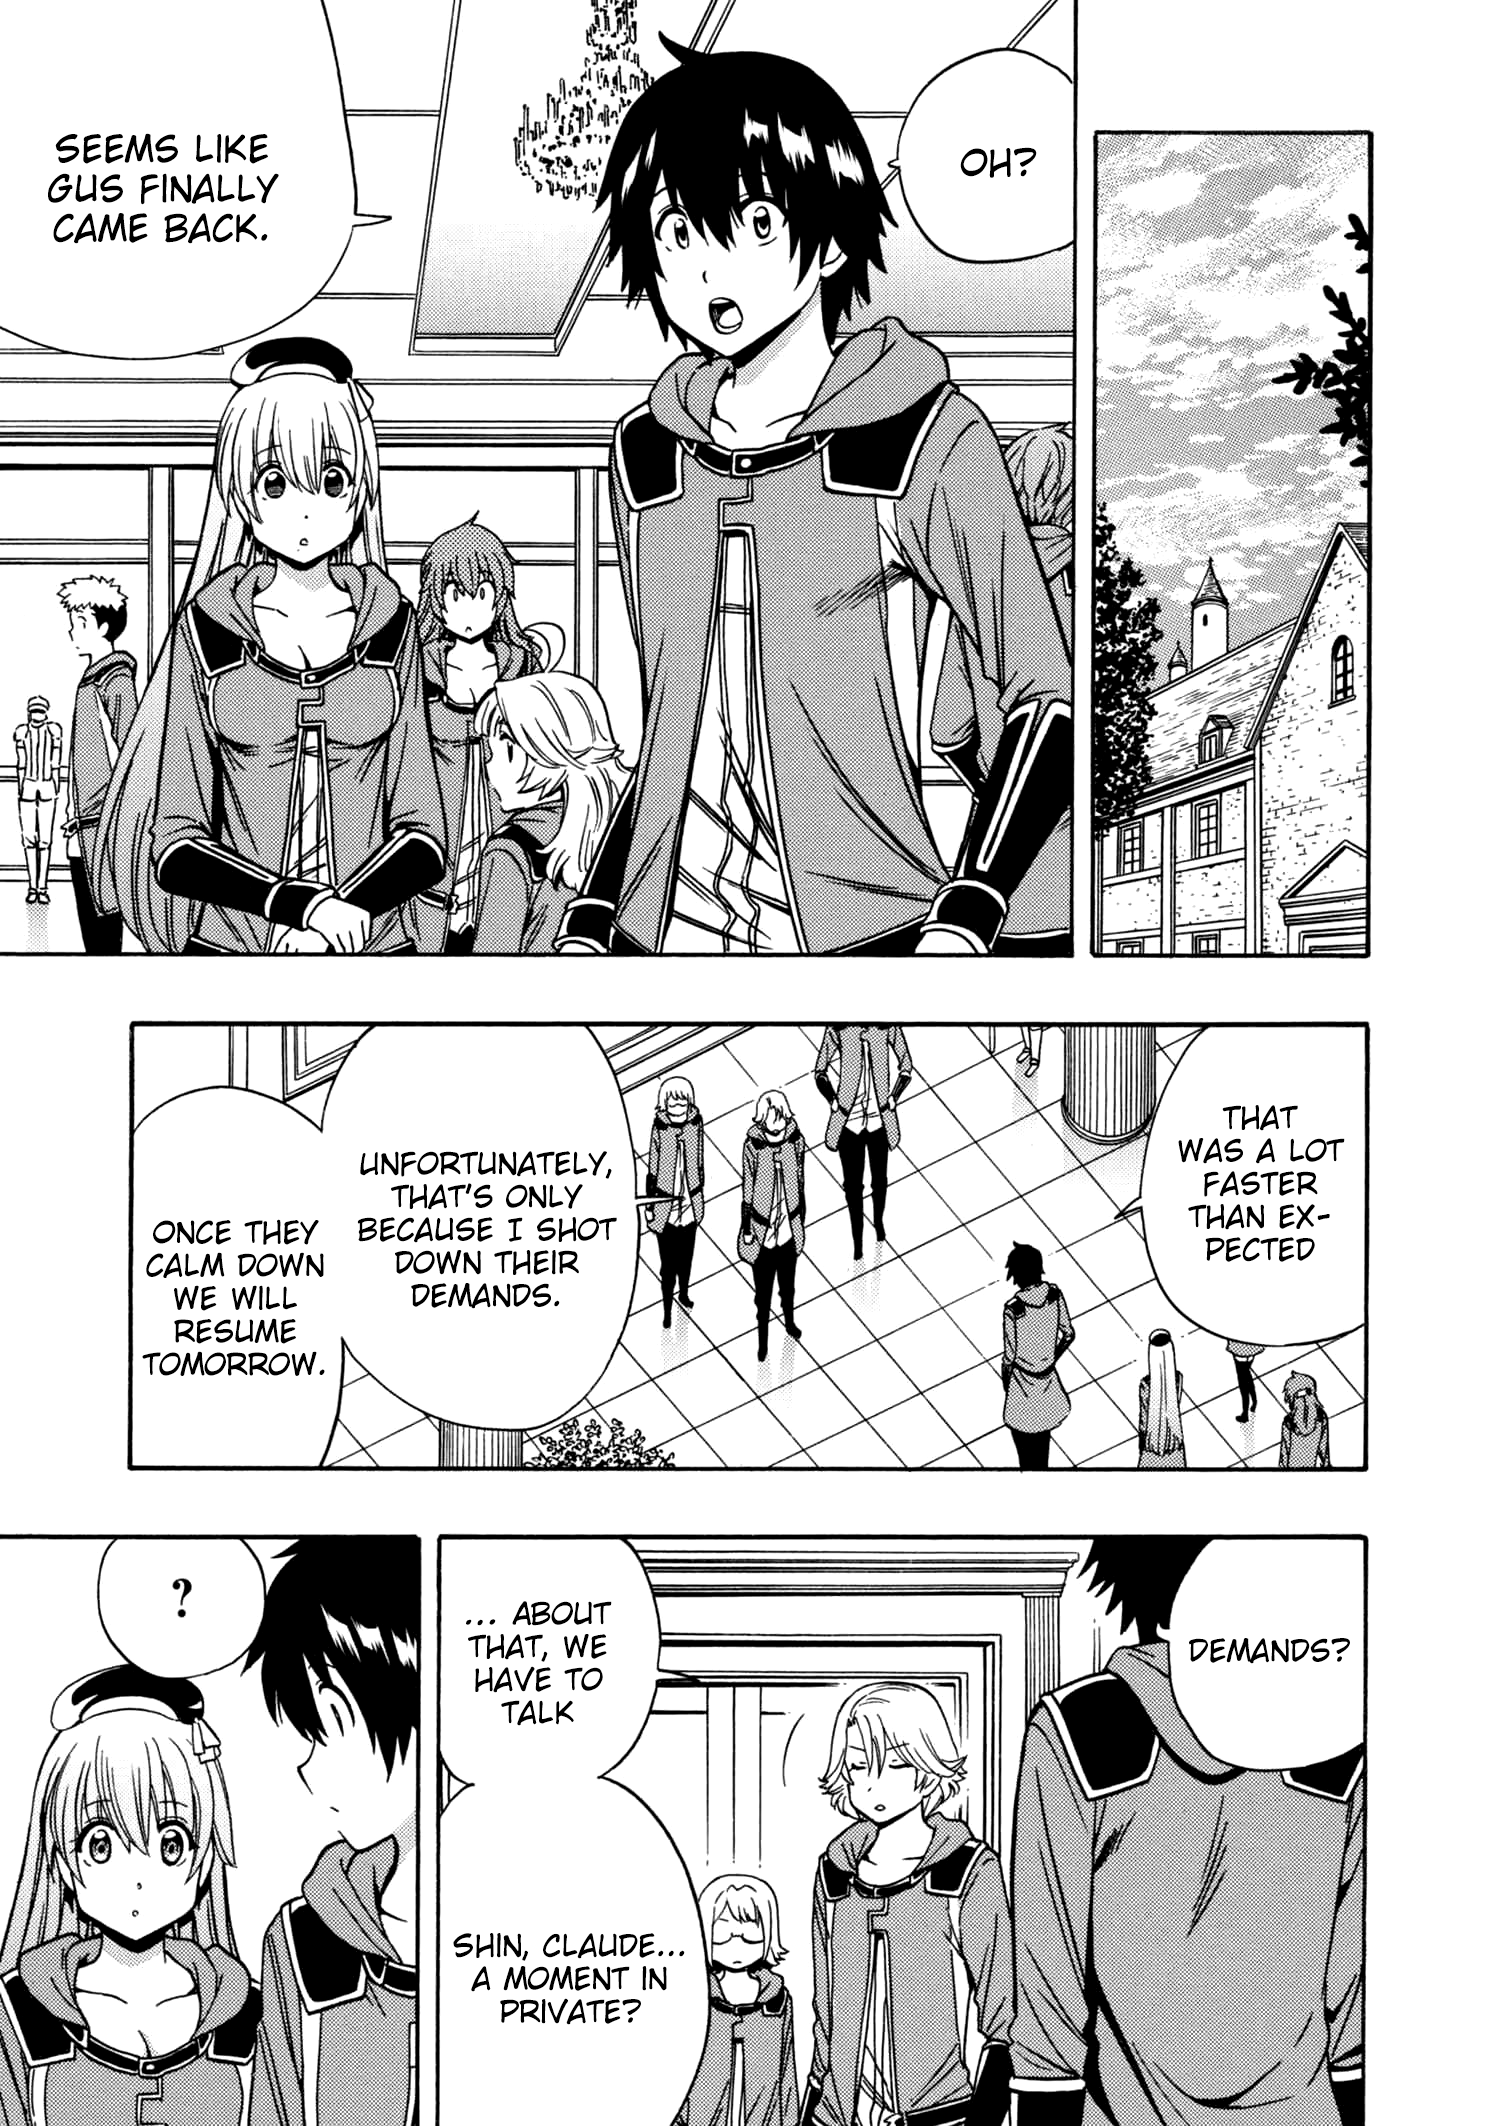 OH?
SEEMS LIKE
GUS FINALLY
CAME BACK.
THAT
WAS A LOT
FASTER
THAN EX-
PECTED
UNFORTUNATELY,
THAT'S ONLY
BECAUSE I SHOT
DOWN THEIR
DEMANDS.
ONCE THEY
CALM DOWN
WE WILL
RESUME
TOMORROW.
DEMANDS?
... ABOUT
THAT, WE
HAVE TO
TALK
SHIN, CLAUDE...
A MOMENT IN
PRIVATE?
?